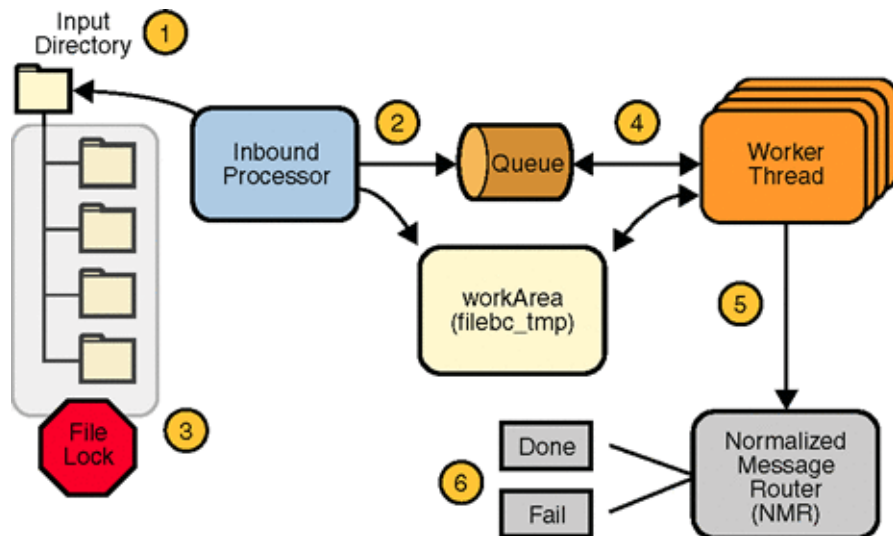 Input
Directory
1
2
4
Inbound
Processor
Queue
Worker
Thread
workArea
(filebc_tmp)
5
File
Lock
3
Done
6
Fail
Normalized
Message
Router
(NMR)